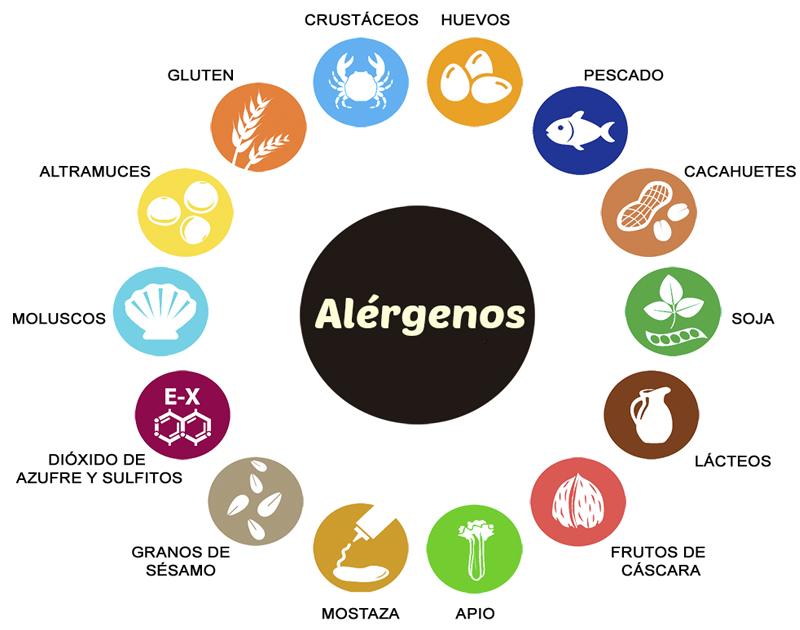 CRUSTÁCEOS
HUEVOS
GLUTEN
PESCADO
ALTRAMUCES
CACAHUETES
Alérgenos
MOLUSCOS
SOJA
E-X
DIÓXIDO DE
AZUFRE Y SULFITOS
LÁCTEOS
GRANOS DE
SÉSAMO
FRUTOS DE
CÁSCARA
MOSTAZA
APIO